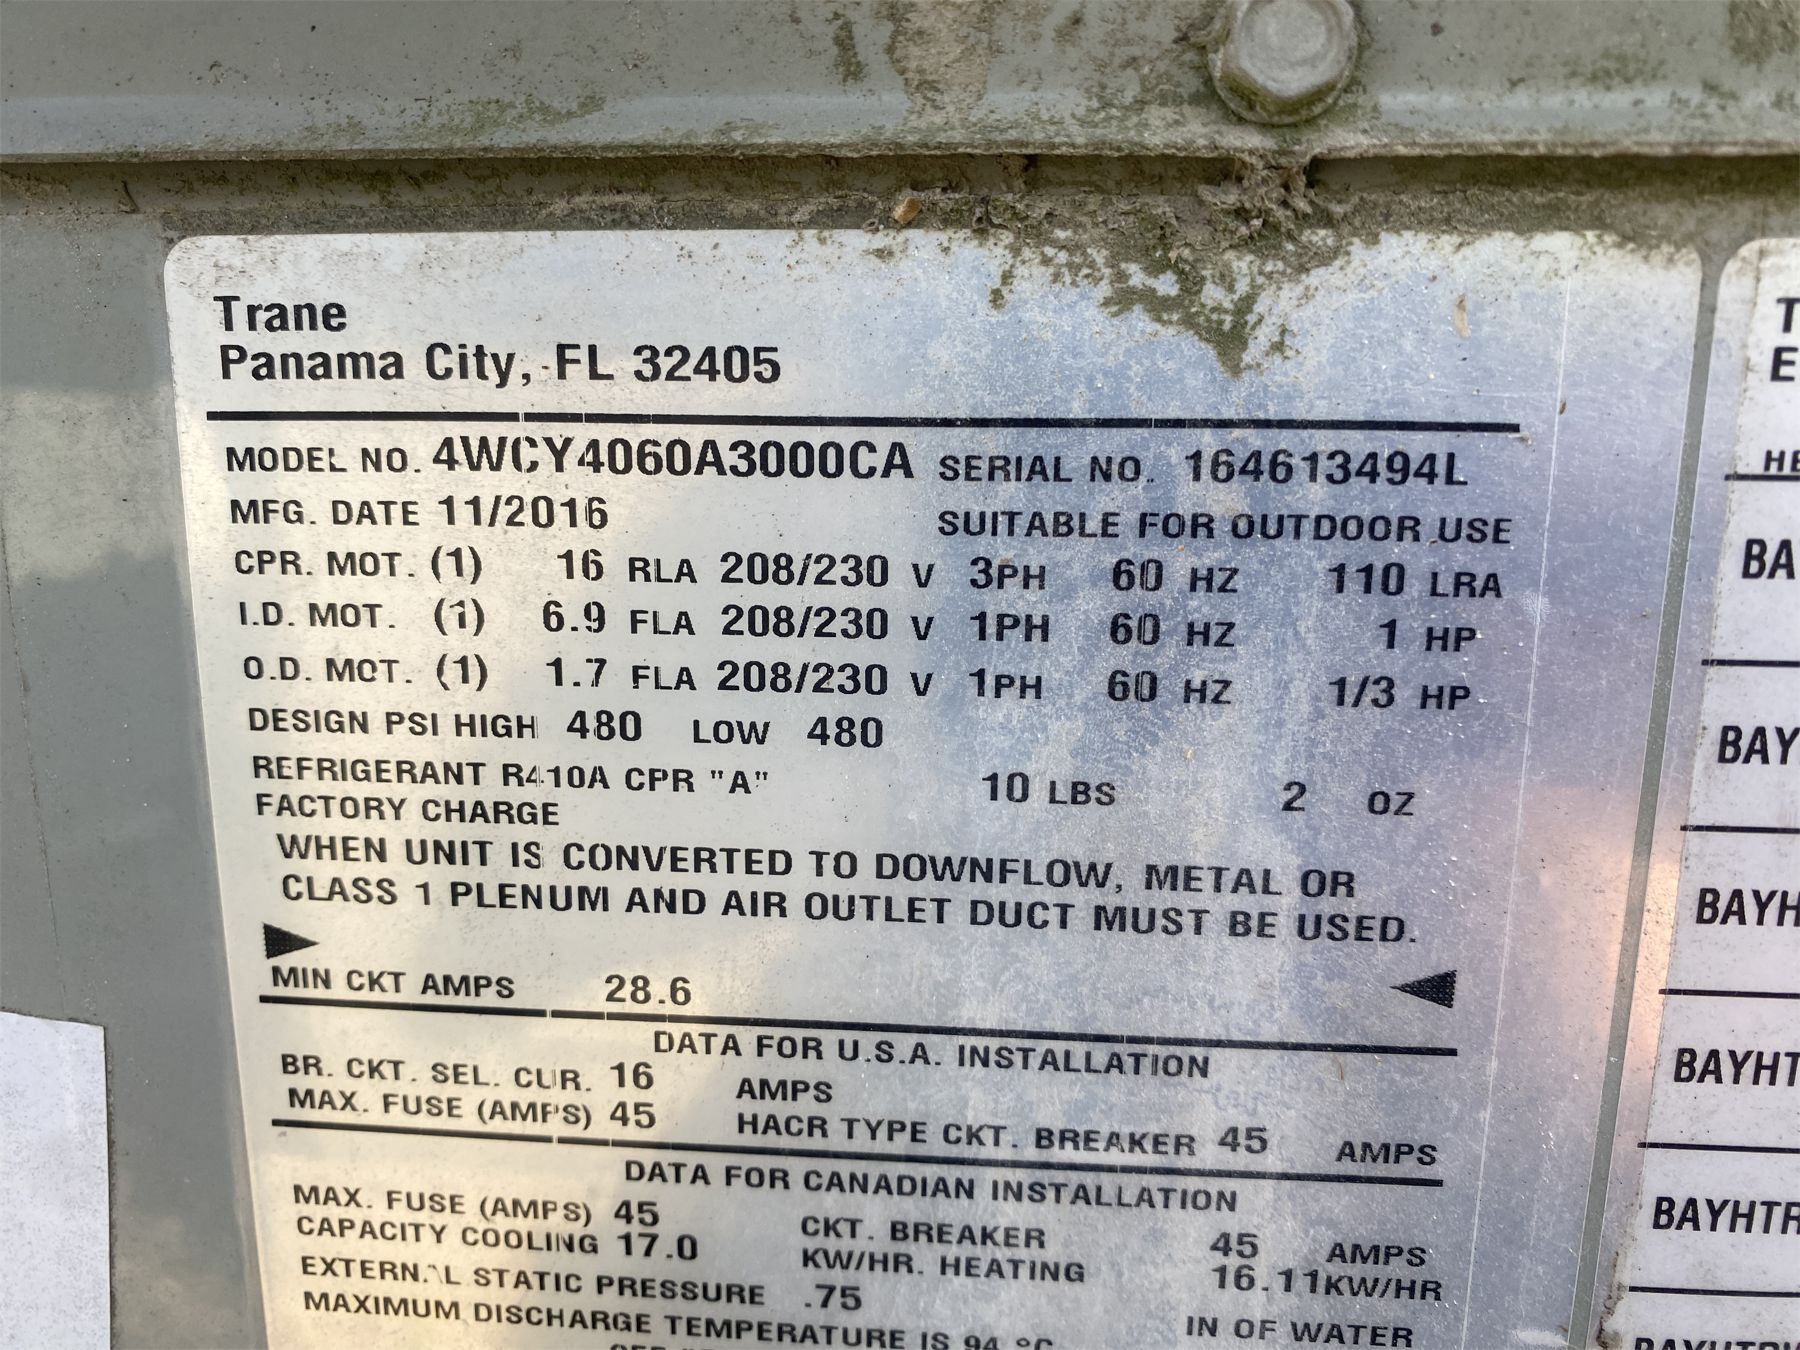 Trane
Panama City, FL 32405
MODEL NO. 4WCY4060A3000CA SERIAL NO. 164613494L
MFG. DATE 11/2016 SUITABLE FOR OUTDOOR USE
CPR. MOT. (1) 16 RLA 208/230 V 3PH 60 HZ 110 LRA
I.D. MOT. (1) 6.9 FLA 208/230 V 1PH 60 HZ 1 HP
O.D. MOT. (1) 1.7 FLA 208/230 V 1PH 60 HZ 1/3 HP
DESIGN PSI HIGH 480 LOW 480
REFRIGERANT R410A CPR "A" 10 LBS 2 OZ
FACTORY CHARGE
WHEN UNIT IS CONVERTED TO DOWNFLOW, METAL OR
CLASS 1 PLENUM AND AIR OUTLET DUCT MUST BE USED.
MIN CKT AMPS 28.6
DATA FOR U.S.A. INSTALLATION
BR. CKT. SEL. CUR. 16 AMPS
MAX. FUSE (AMPS) 45 HACR TYPE CKT. BREAKER 45 AMPS
DATA FOR CANADIAN INSTALLATION
MAX. FUSE (AMPS) 45 CKT. BREAKER 45 AMPS
CAPACITY COOLING 17.0 KW/HR. HEATING 16.11KW/HR
EXTERNAL STATIC PRESSURE .75 IN OF WATER
MAXIMUM DISCHARGE TEMPERATURE IS 94 °C
T
E
HE
BA
BAY
BAYH
BAYHT
BAYHTR